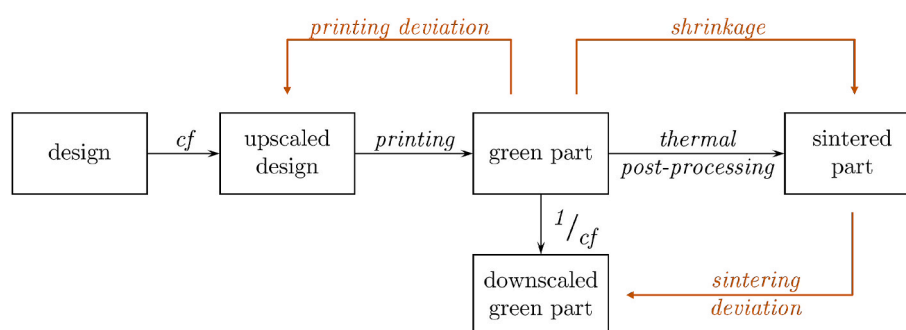 printing deviation
shrinkage
design
cf
upscaled
design
printing
green part
thermal
post-processing
sintered
part
1/cf
downscaled
green part
sintering
deviation